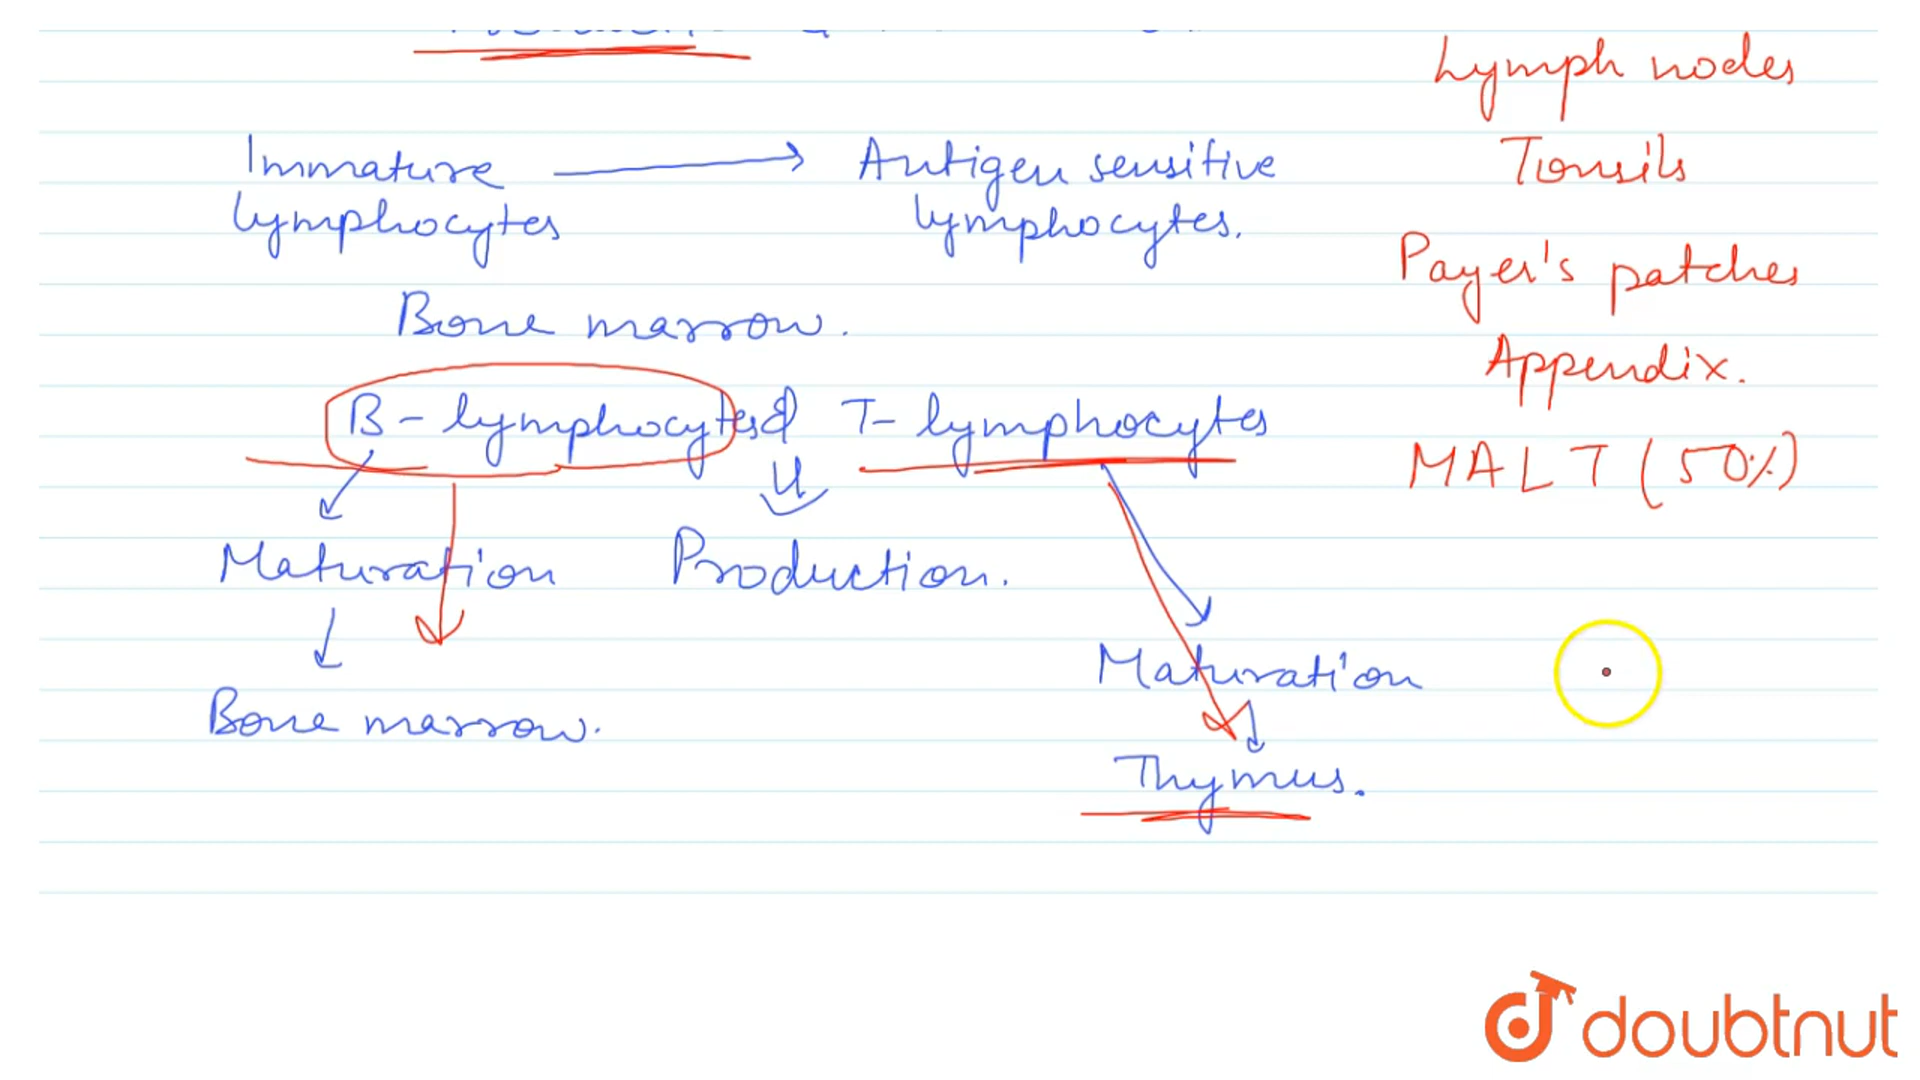 Immature → Antigen sensitive
lymphocytes lymphocytes.
Bone marrow.
B - lymphocytes & T - lymphocytes
Maturation Production.
Maturation
Bone marrow.
Thymus.
Lymph nodes
Tonsils
Payer's patches
Appendix.
MALT (50%)
doubtnut